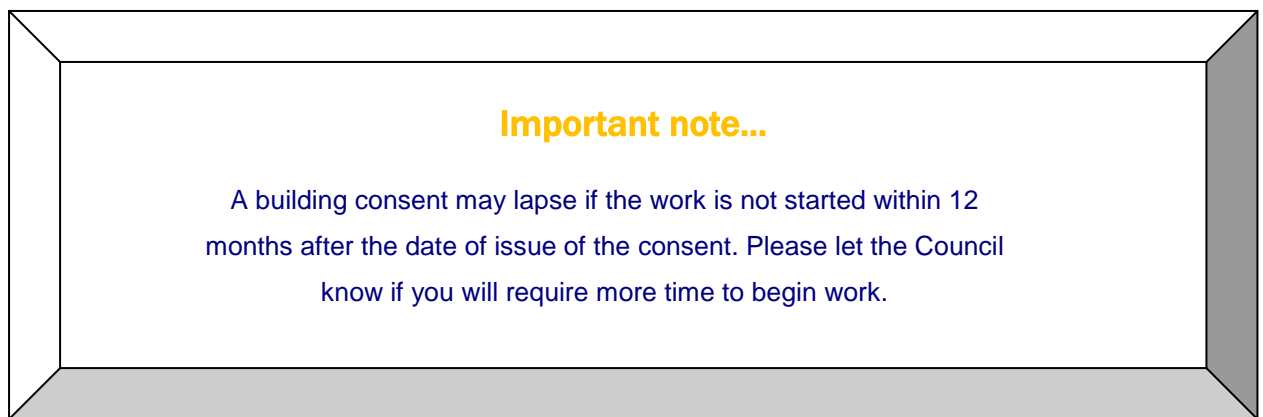 Important note...
A building consent may lapse if the work is not started within 12
months after the date of issue of the consent. Please let the Council
know if you will require more time to begin work.